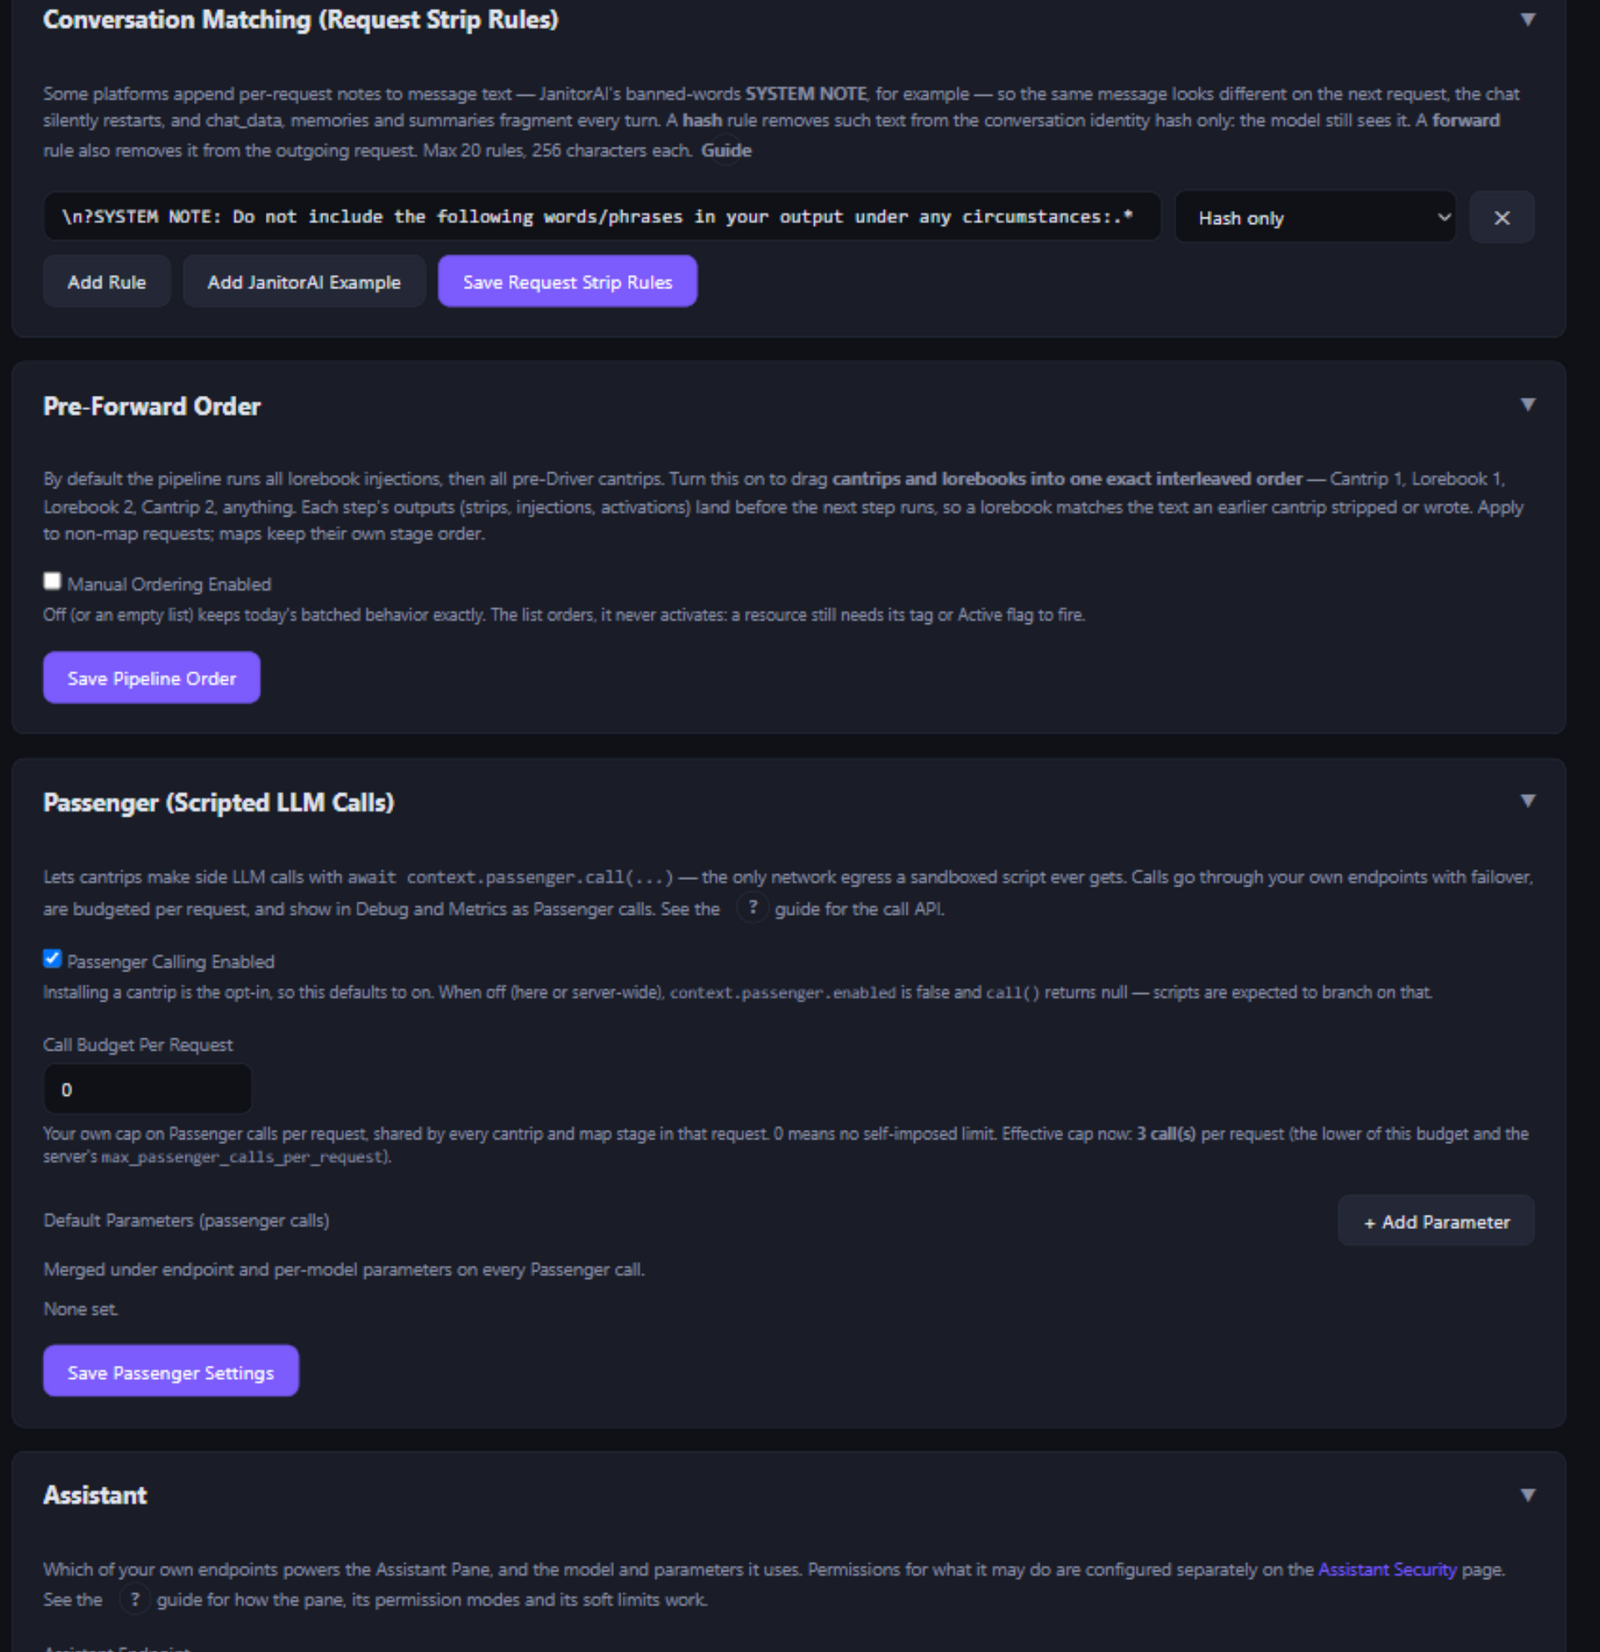 Conversation Matching (Request Strip Rules) ▼
Some platforms append per-request notes to message text — JanitorAI's banned-words SYSTEM NOTE, for example — so the same message looks different on the next request, the chat
silently restarts, and chat_data, memories and summaries fragment every turn. A hash rule removes such text from the conversation identity hash only: the model still sees it. A forward
rule also removes it from the outgoing request. Max 20 rules, 256 characters each. Guide
\n?SYSTEM NOTE: Do not include the following words/phrases in your output under any circumstances:.* Hash only ✕
Add Rule Add JanitorAI Example Save Request Strip Rules
Pre-Forward Order ▼
By default the pipeline runs all lorebook injections, then all pre-Driver cantrips. Turn this on to drag cantrips and lorebooks into one exact interleaved order — Cantrip 1, Lorebook 1,
Lorebook 2, Cantrip 2, anything. Each step's outputs (strips, injections, activations) land before the next step runs, so a lorebook matches the text an earlier cantrip stripped or wrote. Apply
to non-map requests; maps keep their own stage order.
Manual Ordering Enabled
Off (or an empty list) keeps today's batched behavior exactly. The list orders, it never activates: a resource still needs its tag or Active flag to fire.
Save Pipeline Order
Passenger (Scripted LLM Calls) ▼
Lets cantrips make side LLM calls with await context.passenger.call(...) — the only network egress a sandboxed script ever gets. Calls go through your own endpoints with failover,
are budgeted per request, and show in Debug and Metrics as Passenger calls. See the ? guide for the call API.
Passenger Calling Enabled
Installing a cantrip is the opt-in, so this defaults to on. When off (here or server-wide), context.passenger.enabled is false and call() returns null — scripts are expected to branch on that.
Call Budget Per Request
0
Your own cap on Passenger calls per request, shared by every cantrip and map stage in that request. 0 means no self-imposed limit. Effective cap now: 3 call(s) per request (the lower of this budget and the
server's max_passenger_calls_per_request).
Default Parameters (passenger calls) + Add Parameter
Merged under endpoint and per-model parameters on every Passenger call.
None set.
Save Passenger Settings
Assistant ▼
Which of your own endpoints powers the Assistant Pane, and the model and parameters it uses. Permissions for what it may do are configured separately on the Assistant Security page.
See the ? guide for how the pane, its permission modes and its soft limits work.
Assistant Endpoint